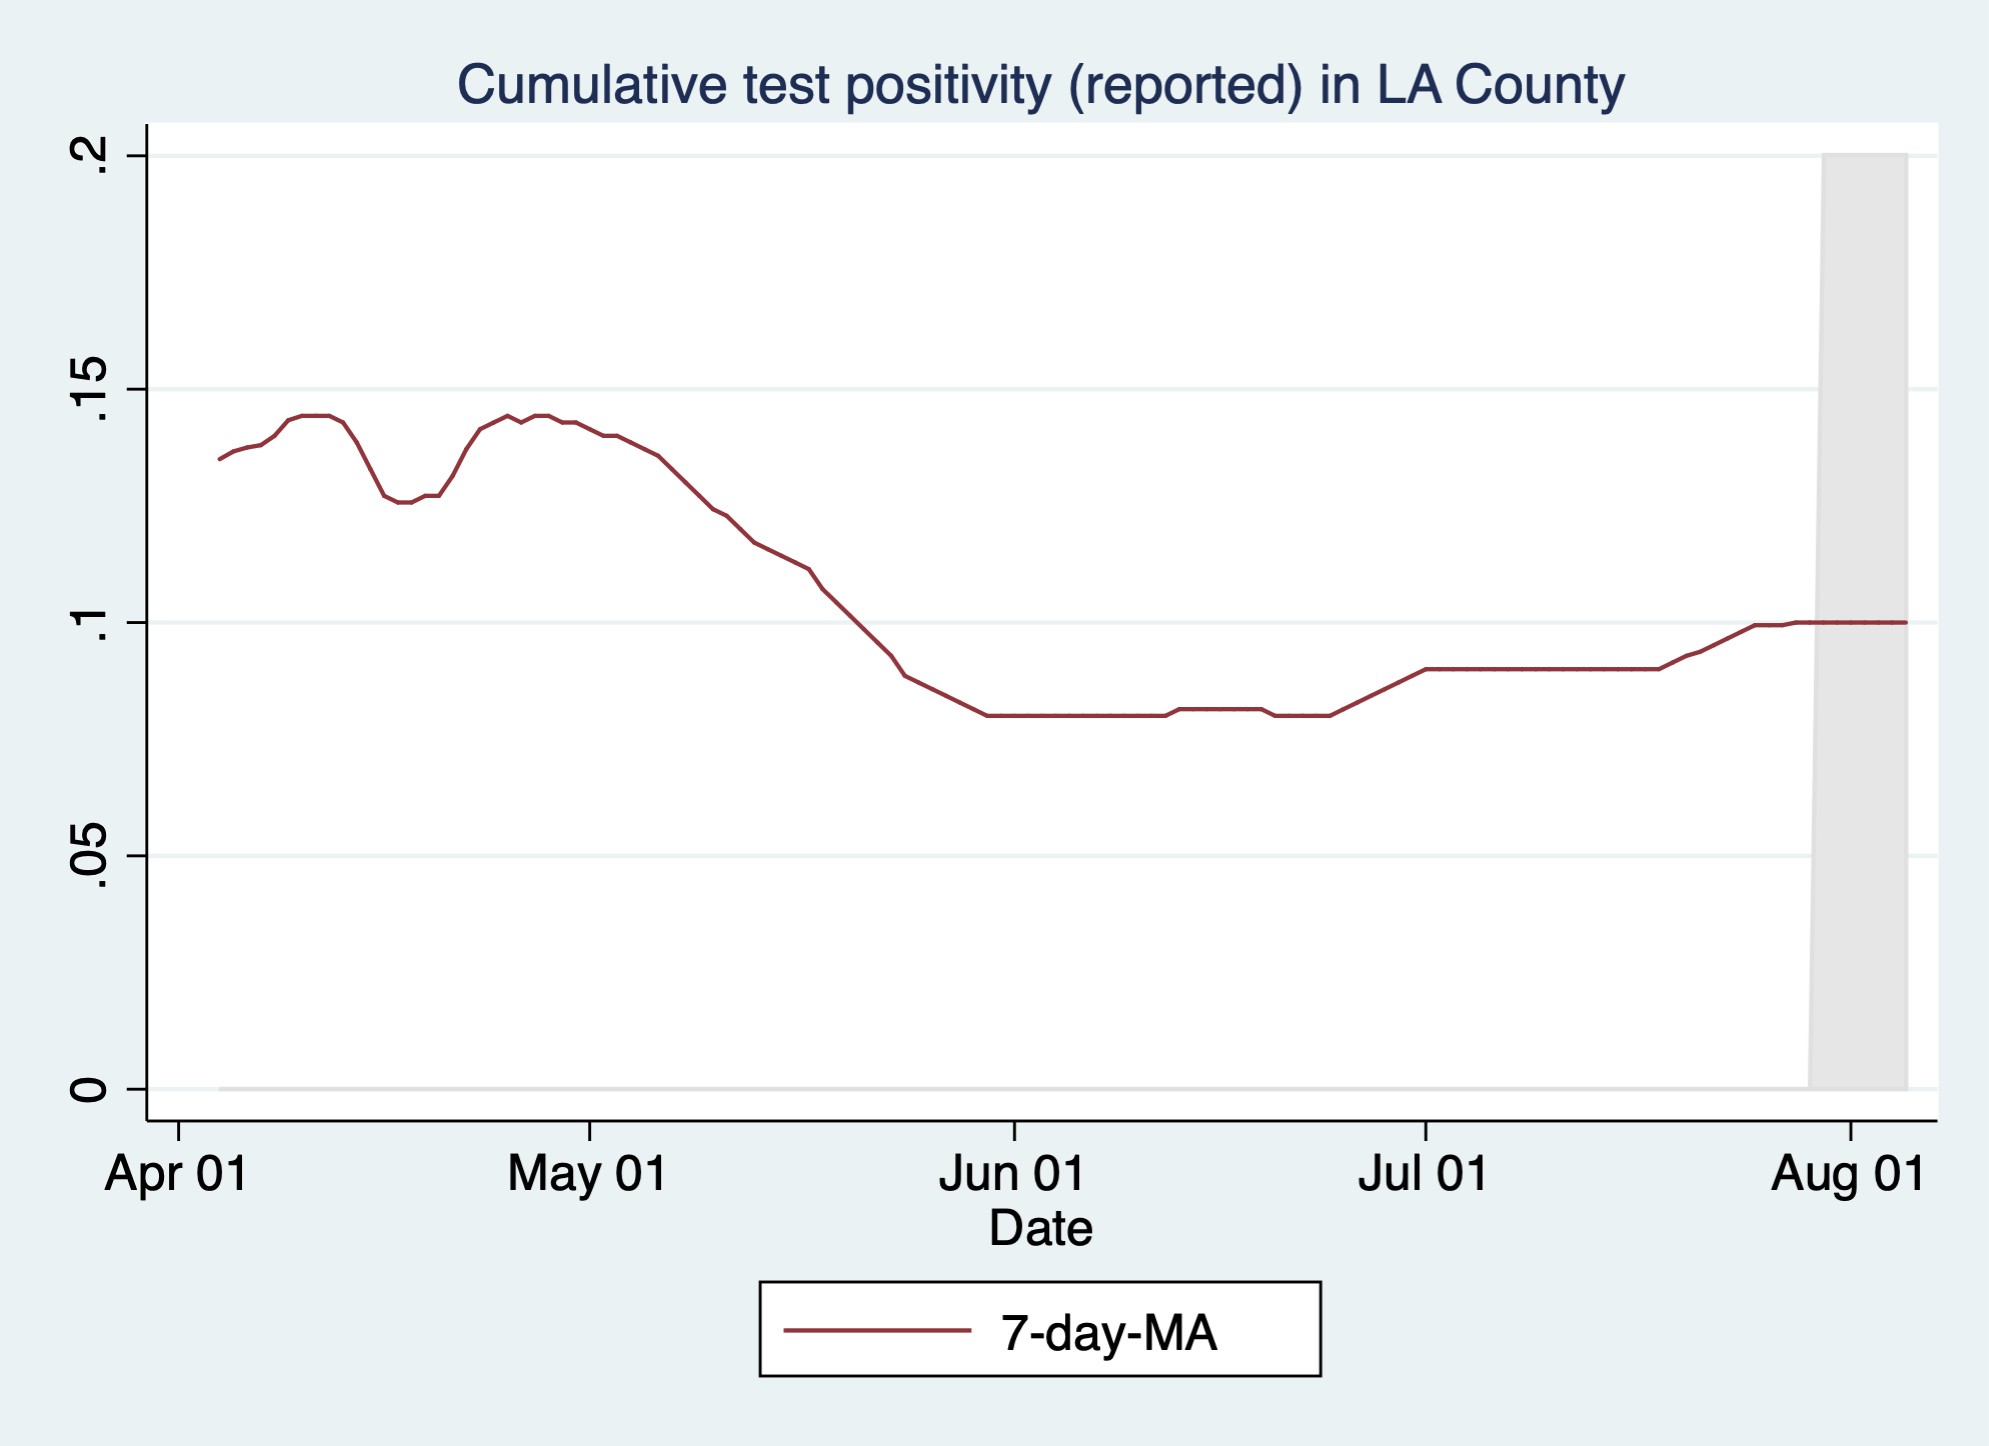 Cumulative test positivity (reported) in LA County
.2
.15
.1
.05
0
Apr 01 May 01 Jun 01 Jul 01 Aug 01
Date
7-day-MA